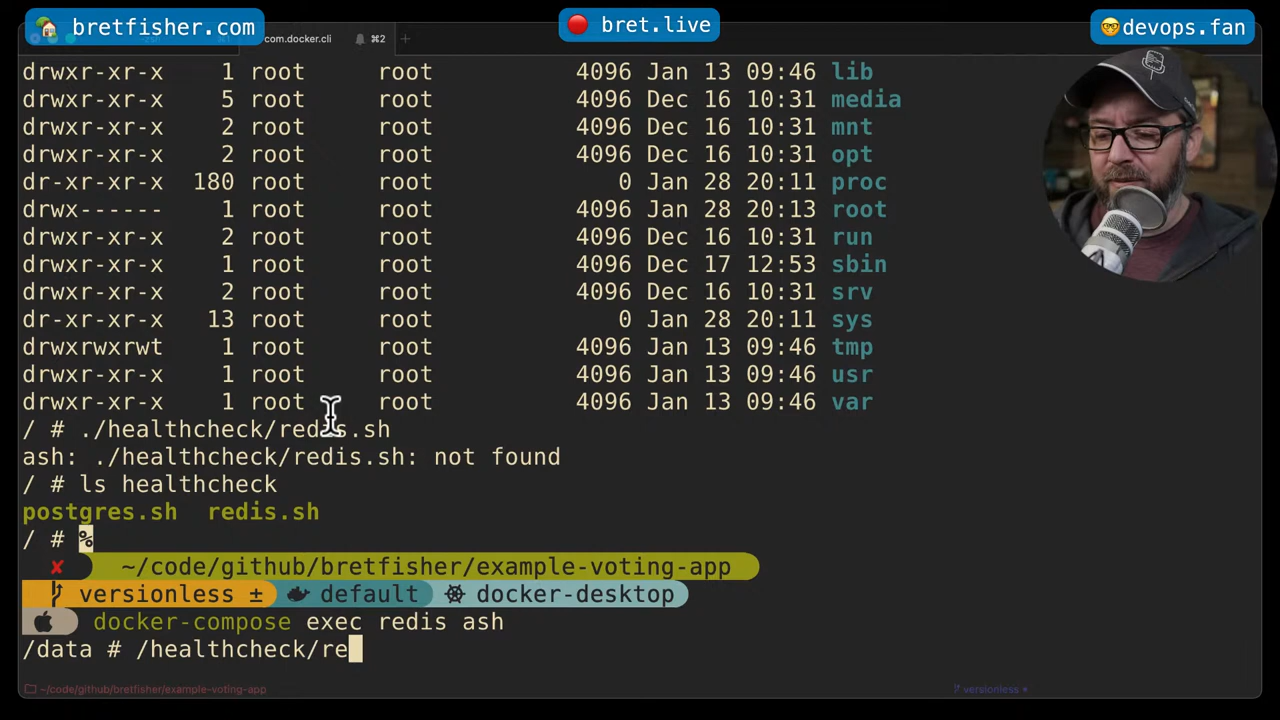 bretfisher.com
bret.live
devops.fan
com.docker.cli
⌘2
+
drwxr-xr-x 1 root root 4096 Jan 13 09:46 lib
drwxr-xr-x 5 root root 4096 Dec 16 10:31 media
drwxr-xr-x 2 root root 4096 Dec 16 10:31 mnt
drwxr-xr-x 2 root root 4096 Dec 16 10:31 opt
dr-xr-xr-x 180 root root 0 Jan 28 20:11 proc
drwx------ 1 root root 4096 Jan 28 20:13 root
drwxr-xr-x 2 root root 4096 Dec 16 10:31 run
drwxr-xr-x 1 root root 4096 Dec 17 12:53 sbin
drwxr-xr-x 2 root root 4096 Dec 16 10:31 srv
dr-xr-xr-x 13 root root 0 Jan 28 20:11 sys
drwxrwxrwt 1 root root 4096 Jan 13 09:46 tmp
drwxr-xr-x 1 root root 4096 Jan 13 09:46 usr
drwxr-xr-x 1 root root 4096 Jan 13 09:46 var
/ # ./healthcheck/redis.sh
ash: ./healthcheck/redis.sh: not found
/ # ls healthcheck
postgres.sh redis.sh
/ # %
✘ ~/code/github/bretfisher/example-voting-app
versionless ± default docker-desktop
docker-compose exec redis ash
/data # /healthcheck/re
~/code/github/bretfisher/example-voting-app
versionless